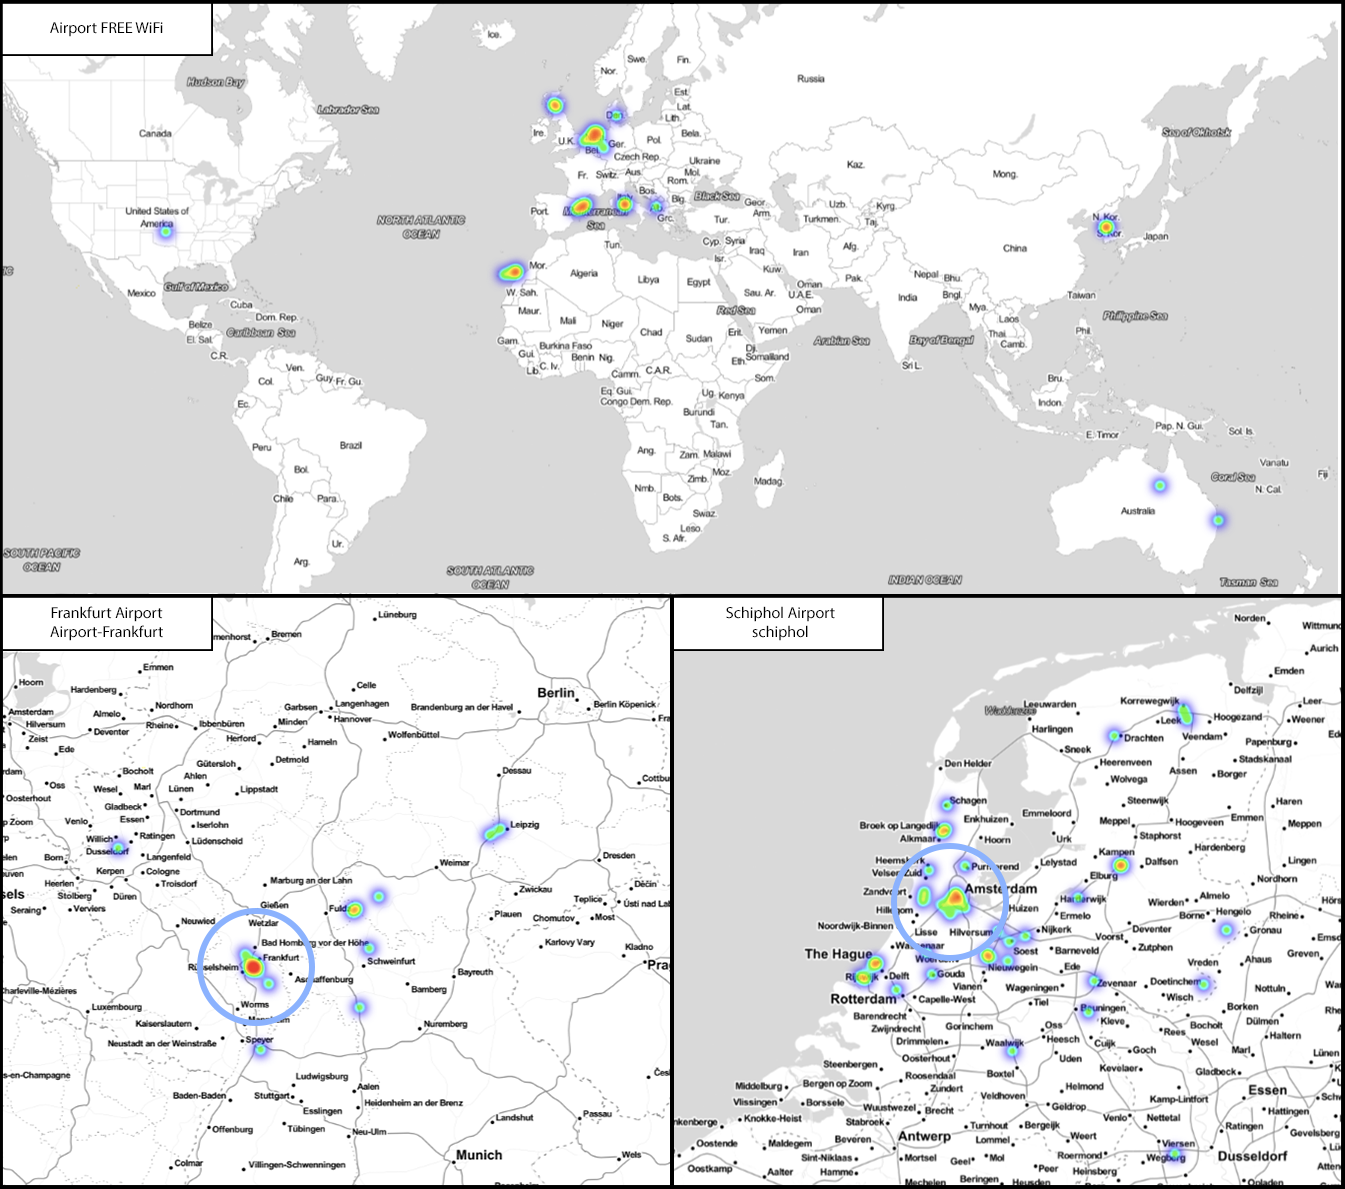 Airport FREE WiFi
Ice.
Swe.
Fin.
Nor.
Russia
Hudson Bay
Labrador Sea
Est.
Lat.
Lith.
Sea of Okhotsk
Canada
Ire.
U.K.
Ger.
Pol.
Bela.
Czech Rep.
Ukraine
Kaz.
Mong.
Fr.
Switz.
Aus.
Mol.
Rom.
Bos.
Black Sea
Blg.
Geor.
Arm.
Uzb.
Kyrg.
Turkmen.
Taj.
United States of
America
NORTH ATLANTIC
OCEAN
Port.
Mediterranean
Sea
Grc.
Tur.
N. Kor.
S. Kor.
Japan
China
Tun.
Cyp.
Syria
Isr.
Iraq
Iran
Afg.
Mor.
Algeria
Libya
Egypt
Kuw.
Pak.
Nepal
Bhu.
Mexico
Gulf of Mexico
Cuba
W. Sah.
Sau. Ar.
Oman
U.A.E.
Oman
India
Bngl.
Mya.
Taiwan
Belize
Dom. Rep.
El. Sal.
Caribbean Sea
C.R.
Maur.
Mali
Niger
Chad
Sudan
Red Sea
Erit.
Yemen
Laos
Thai.
Camb.
Philippine Sea
Phil.
Arabian Sea
Bay of Bengal
Gam.
Gui.
Burkina Faso
Benin
Nig.
Lib.
C. Iv.
Camm.
C.A.R.
Dji.
Eth.
Somaliland
Som.
Sri L.
Ven.
Guy.
Fr. Gu.
Col.
Ec.
Eq. Gui.
Congo
Dem. Rep.
Ug.
Kenya
Burundi
Tan.
Bru.
Indon.
E. Timor
Pap. N. Gui.
Sol. Is.
Peru
Brazil
Bol.
Ang.
Zam.
Malawi
Moz.
Zimb.
Nmb.
Bots.
Madag.
Swaz.
Leso.
S. Afr.
Chile
Para.
Ur.
Arg.
Coral Sea
Vanatu
Fij
N. Cal.
Australia
SOUTH PACIFIC
OCEAN
SOUTH ATLANTIC
OCEAN
INDIAN OCEAN
Tasman Sea
Frankfurt Airport
Airport-Frankfurt
Lüneburg
Bremen
Emmen
Hoorn
Hardenberg
Celle
Berlin
Berlin Köpenick
Nordhorn
Garbsen
Langenhagen
Brandenburg an der Havel
Amsterdam
Almelo
Hilversum
Deventer
Rheine
Ibbenbüren
Minden
Hannover
Zeist
Ede
Herford
Hameln
Wolfenbüttel
Gütersloh
Detmold
Bocholt
Ahlen
Dessau
Oss
Wesel
Marl
Lünen
Lippstadt
Oosterhout
Gladbeck
Dortmund
Venlo
Essen
Iserlohn
Leipzig
Willich
Ratingen
Lüdenscheid
Dusseldorf
Born
Langenfeld
Weimar
Dresden
Kerpen
Cologne
Heerlen
Troisdorf
Marburg an der Lahn
Stolberg
Düren
Zwickau
Děčín
Seraing
Verviers
Gießen
Teplice
Neuwied
Wetzlar
Plauen
Chomutov
Most
Bad Homburg vor der Höhe
Karlovy Vary
Kladno
Frankfurt
Schweinfurt
Bayreuth
Charleville-Mézières
Bamberg
Luxembourg
Worms
Kaiserslautern
Nuremberg
Neustadt an der Weinstraße
Speyer
Ludwigsburg
Aalen
Baden-Baden
Stuttgart
Heidenheim an der Brenz
Esslingen
Offenburg
Tübingen
Neu-Ulm
Landshut
Passau
Munich
Wels
Colmar
Villingen-Schwenningen
Schiphol Airport
schiphol
Norden
Aurich
Emden
Delfzijl
Leeuwarden
Korrewegwijk
Leer
Harlingen
Leek
Hoogezand
Weener
Drachten
Veendam
Sneek
Papenburg
Den Helder
Heerenveen
Assen
Stadskanaal
Wolvega
Borger
Schagen
Steenwijk
Haren
Enkhuizen
Emmeloord
Meppel
Hoogeveen
Emmen
Meppen
Broek op Langedijk
Alkmaar
Hoorn
Urk
Staphorst
Hardenberg
Heemskerk
Velsen-Zuid
Purmerend
Lelystad
Kampen
Dalfsen
Lingen
Elburg
Nordhorn
Zandvoort
Amsterdam
Harderwijk
Almelo
Wierden
Hillegom
Huizen
Ermelo
Borne
Hengelo
Rheine
Noordwijk-Binnen
Lisse
Hilversum
Nijkerk
Voorst
Deventer
Gronau
The Hague
Soest
Barneveld
Zutphen
Delft
Gouda
Nieuwegein
Ede
Vreden
Ahaus
Greven
Vianen
Wageningen
Zevenaar
Doetinchem
Rotterdam
Capelle-West
Tiel
Wisch
Nottuln
Barendrecht
Beuningen
Borken
Zwijndrecht
Gorinchem
Oss
Kleve
Bocholt
Dülmen
Drimmelen
Waalwijk
Heesch
Rees
Haltern
Steenbergen
Oosterhout
Uden
Cuijk
Goch
Wesel
Marl
Lünen
Middelburg
Bergen op Zoom
Roosendaal
Boxtel
Kevelaer
Gladbeck
Vlissingen
Borssele
Zundert
Veldhoven
Helmond
Kamp-Lintfort
Essen
Knokke-Heist
Wuustwezel
Brecht
Geldrop
Venlo
Nettetal
Hattingen
Stabroek
Turnhout
Bergeijk
Ratingen
Gevelsberg
Oostende
Maldegem
Beveren
Antwerp
Lommel
Weert
Viersen
Sint-Niklaas
Mortsel
Geel
Mol
Roermond
Wegberg
Dusseldorf
Oostkamp
Aalter
Hamme
Peer
Heinsberg
Mechelen
Beringen
Heusden
Opladen